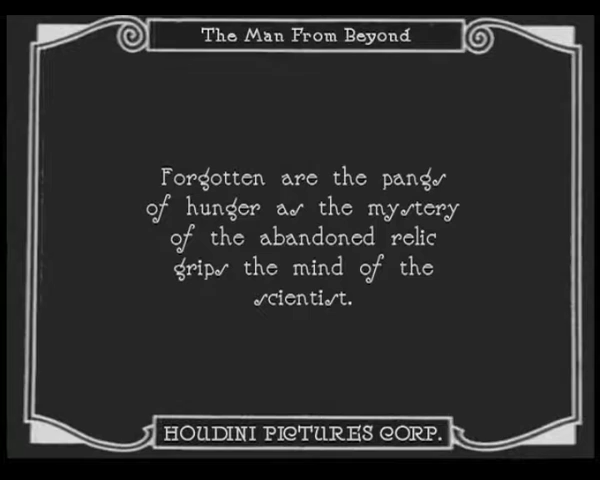 The Man From Beyond
Forgotten are the pangs
of hunger as the mystery
of the abandoned relic
grips the mind of the
scientist.
HOUDINI PICTURES CORP.